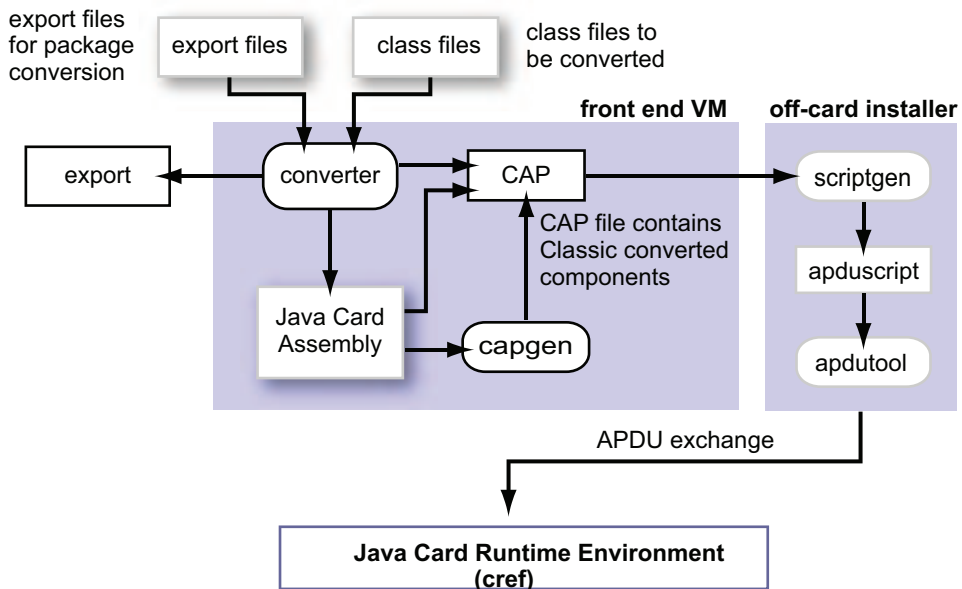 export files
for package
conversion
export files
class files
class files to
be converted
front end VM
off-card installer
export
converter
CAP
scriptgen
CAP file contains
Classic converted
components
apduscript
Java Card
Assembly
capgen
apdutool
APDU exchange
Java Card Runtime Environment
(cref)